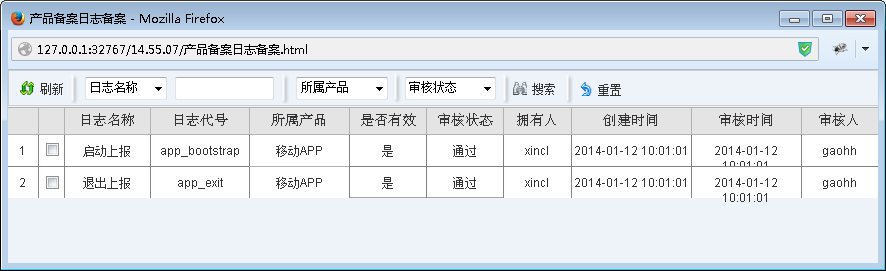 产品备案日志备案 - Mozilla Firefox
127.0.0.1:32767/14.55.07/产品备案日志备案.html
刷新 日志名称 所属产品 审核状态 搜索 重置
日志名称 日志代号 所属产品 是否有效 审核状态 拥有人 创建时间 审核时间 审核人
1 启动上报 app_bootstrap 移动APP 是 通过 xincl 2014-01-12 10:01:01 2014-01-12 10:01:01 gaohh
2 退出上报 app_exit 移动APP 是 通过 xincl 2014-01-12 10:01:01 2014-01-12 10:01:01 gaohh